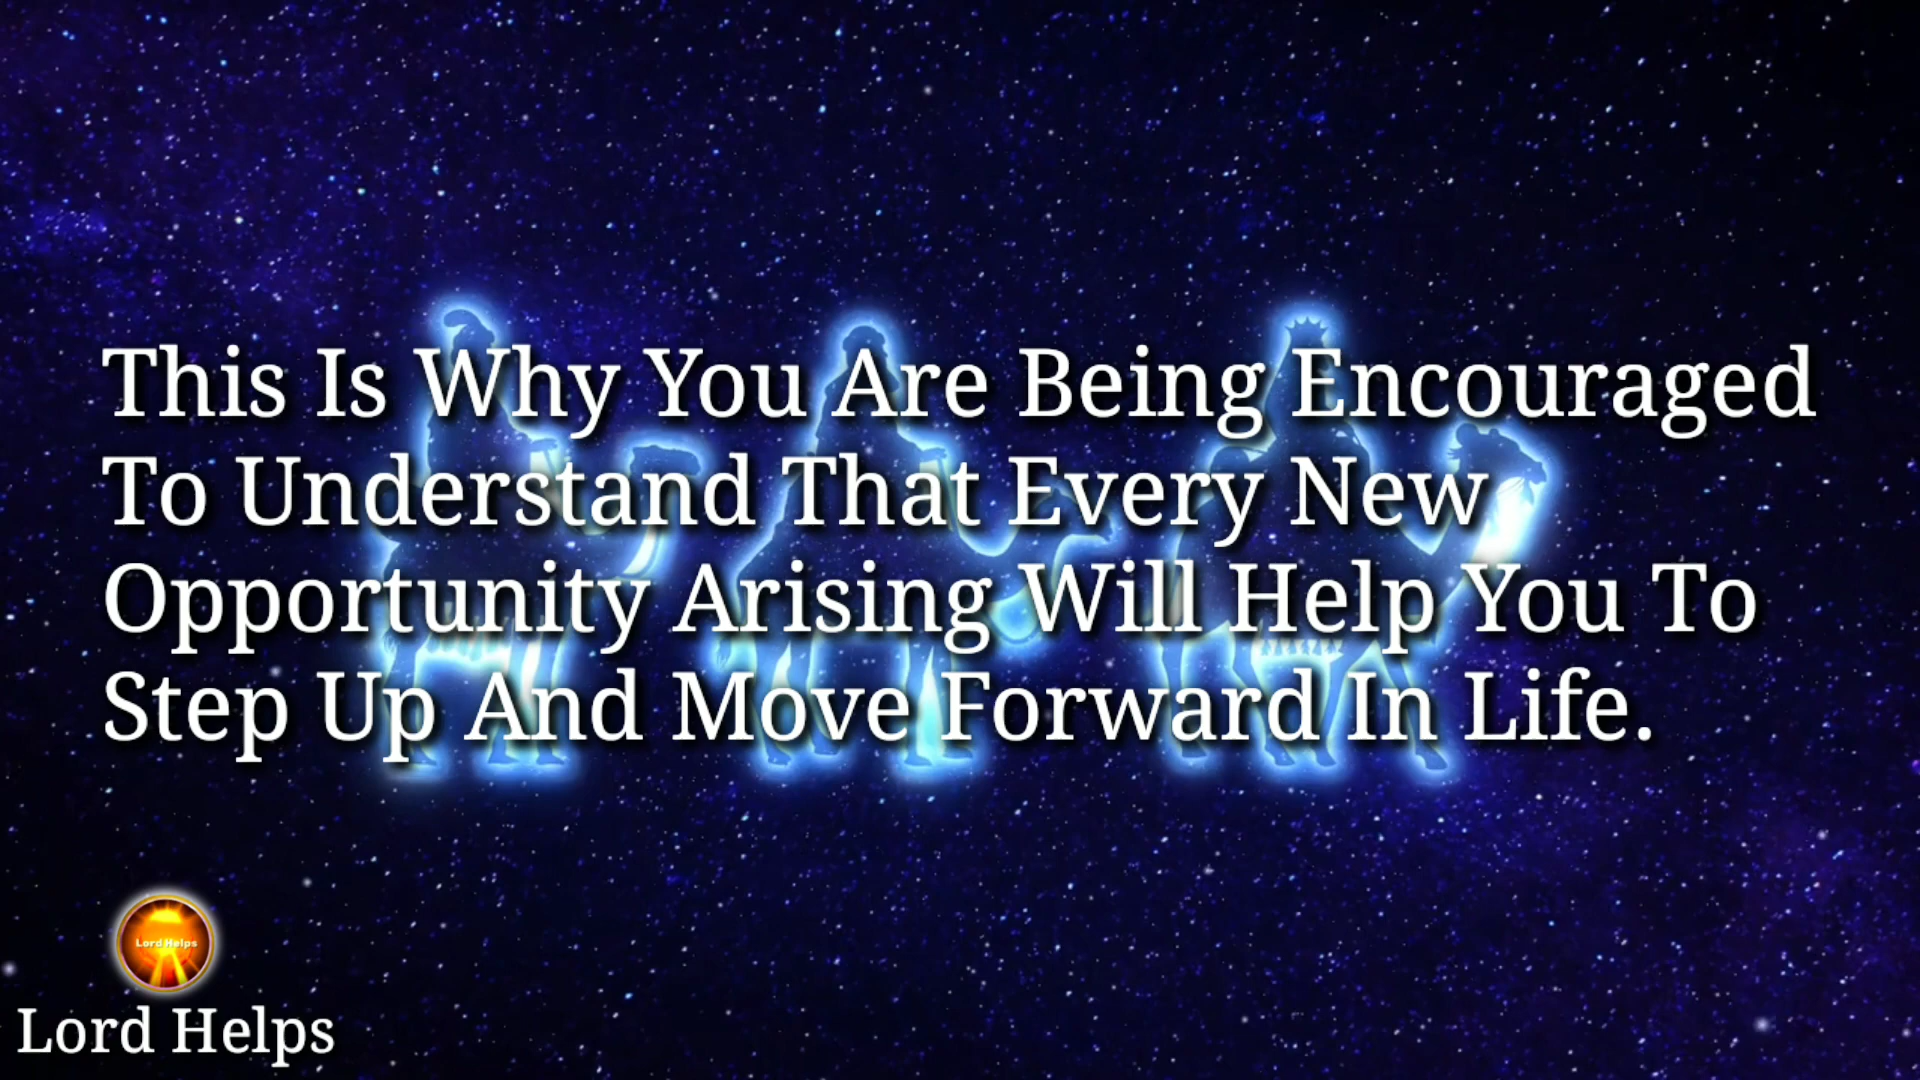 This Is Why You Are Being Encouraged
To Understand That Every New
Opportunity Arising Will Help You To
Step Up And Move Forward In Life.
Lord Helps
Lord Helps